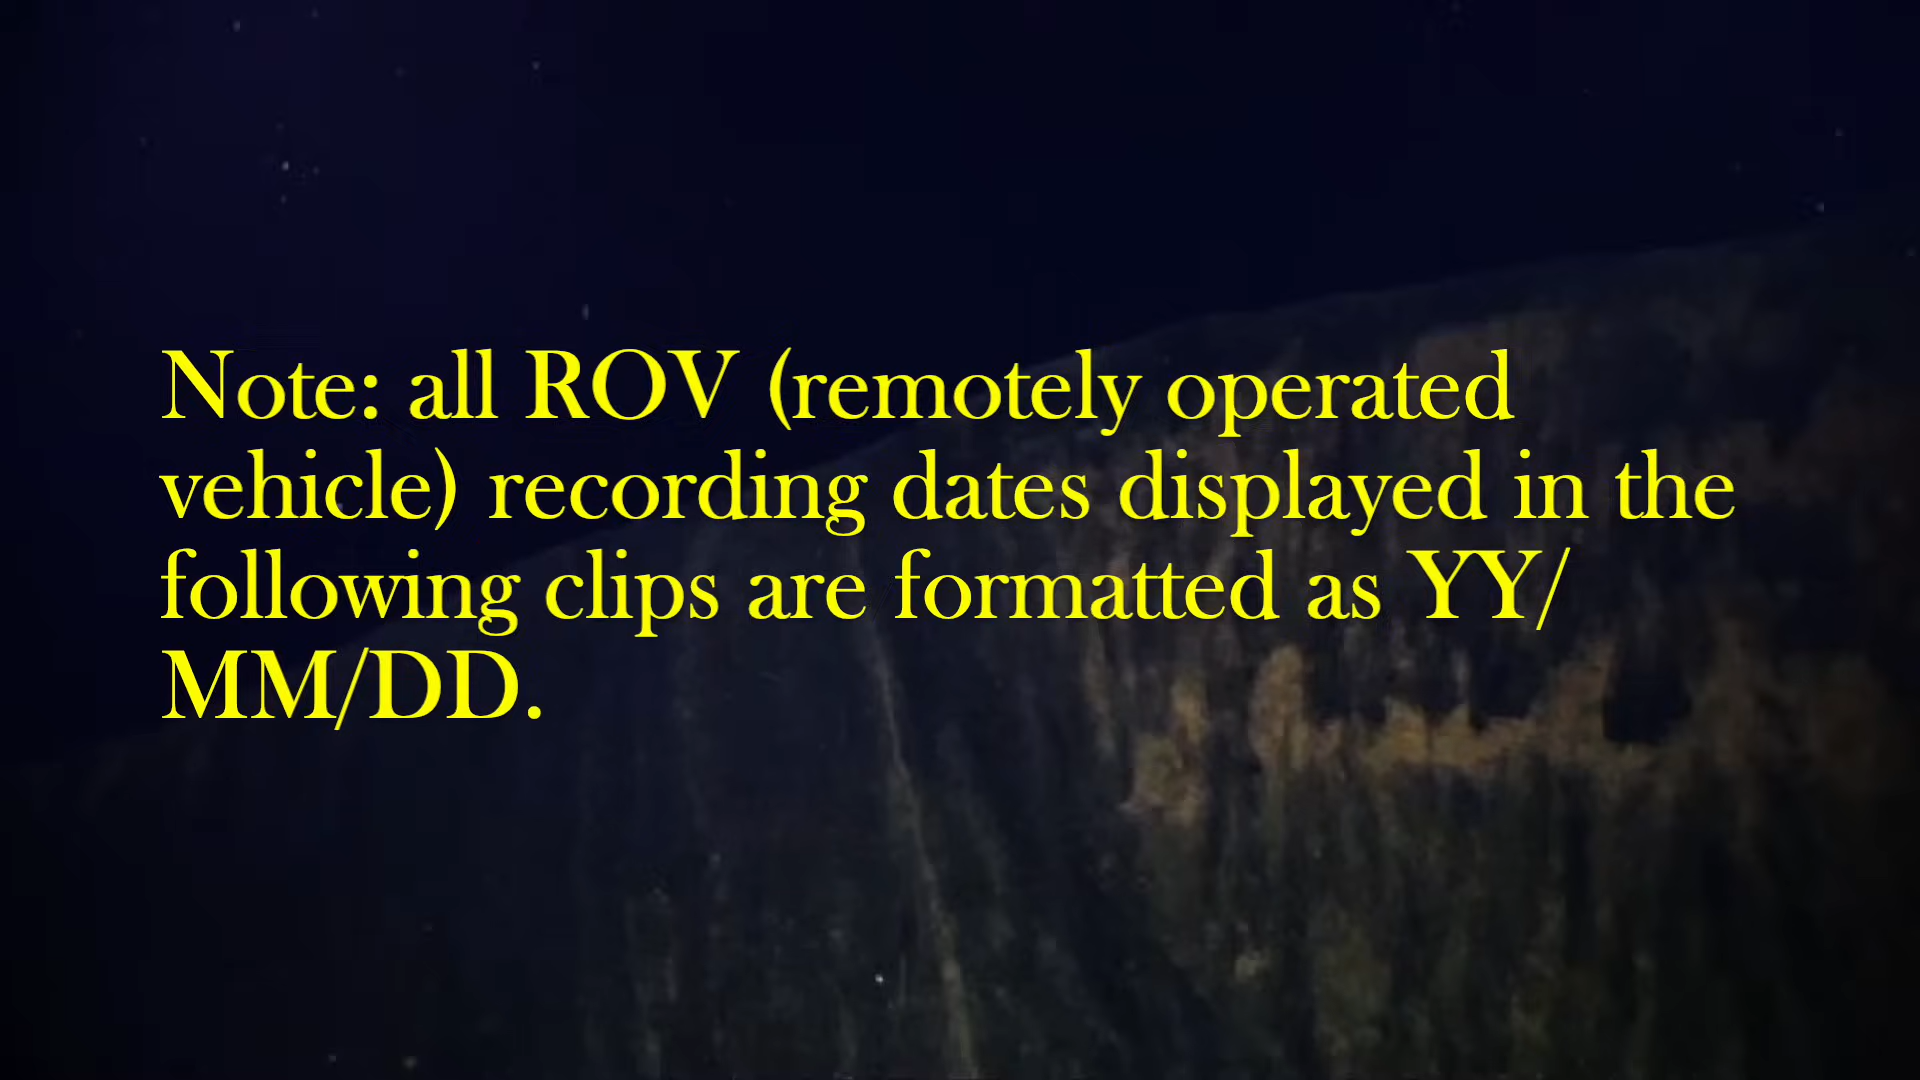 Note: all ROV (remotely operated
vehicle) recording dates displayed in the
following clips are formatted as YY/
MM/DD.